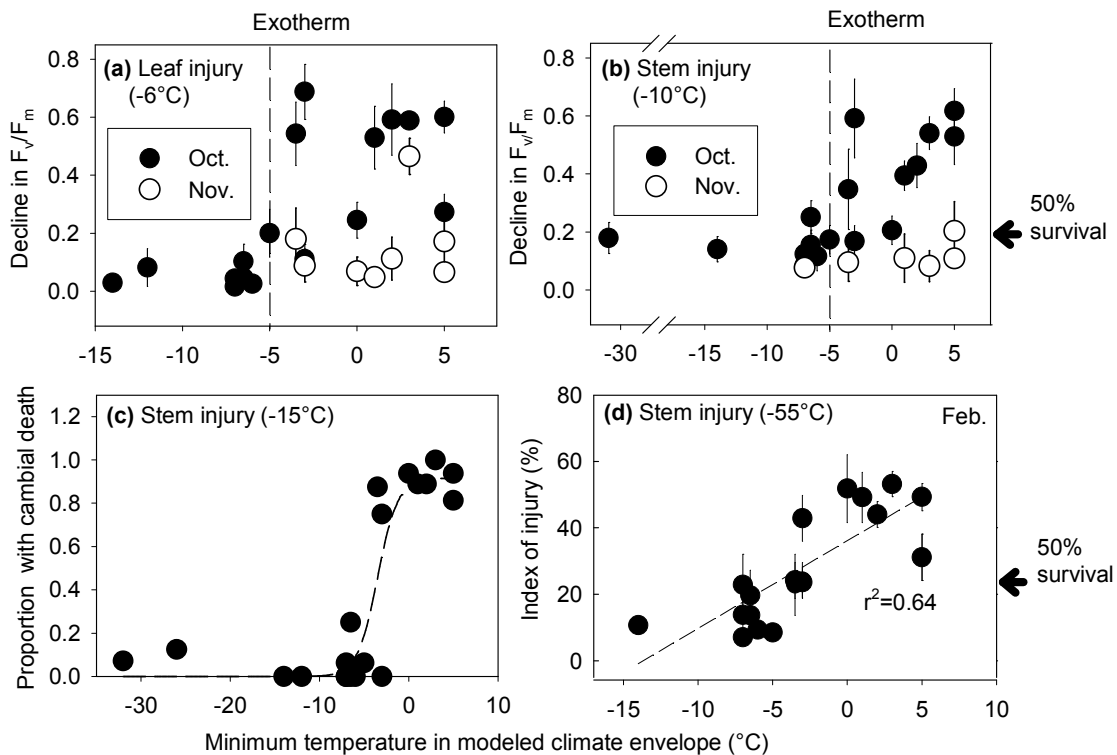 Exotherm
Exotherm
(a) Leaf injury
(-6°C)
Oct.
Nov.
Decline in Fv/Fm
0.8
0.6
0.4
0.2
0.0
-15 -10 -5 0 5
(b) Stem injury
(-10°C)
Oct.
Nov.
Decline in Fv/Fm
0.8
0.6
0.4
0.2
0.0
-30 -20 -15 -10 -5 0 5
50%
survival
(c) Stem injury (-15°C)
Proportion with cambial death
1.2
1.0
0.8
0.6
0.4
0.2
0.0
-30 -20 -10 0 10
(d) Stem injury (-55°C)
Feb.
Index of injury (%)
80
60
40
20
0
-15 -10 -5 0 5 10
r2=0.64
50%
survival
Minimum temperature in modeled climate envelope (°C)